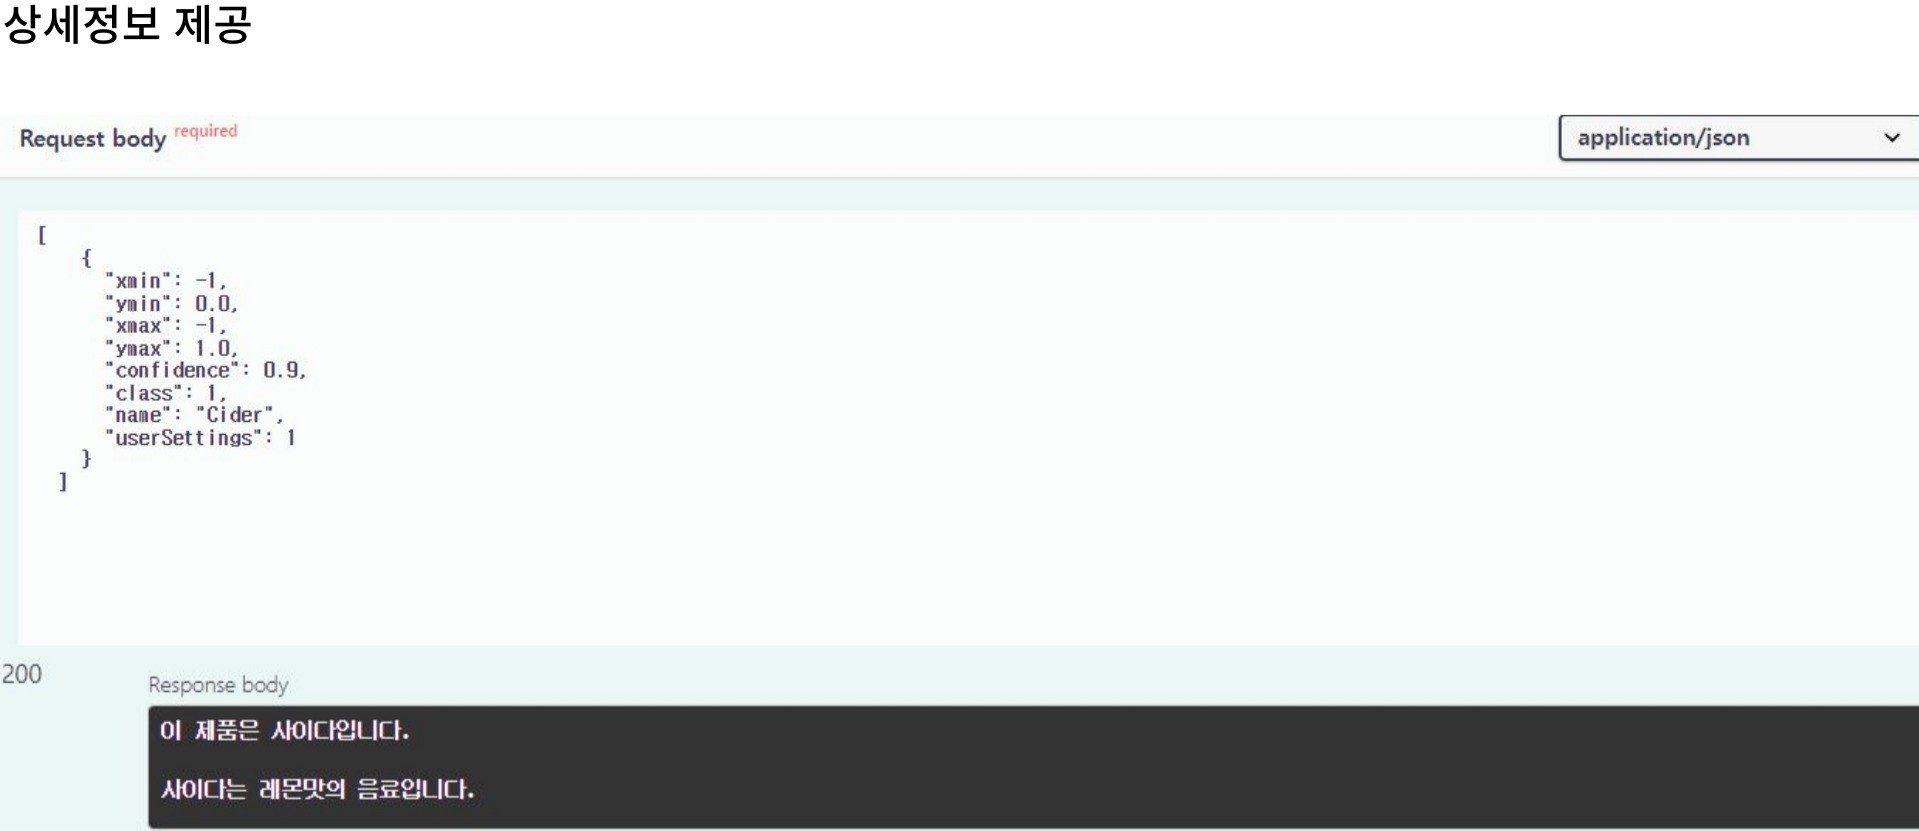 상세정보 제공
Request body required
application/json
[
{
"xmin": -1,
"ymin": 0.0,
"xmax": -1,
"ymax": 1.0,
"confidence": 0.9,
"class": 1,
"name": "Cider",
"userSettings": 1
}
]
200
Response body
이 제품은 사이다입니다.
사이다는 레몬맛의 음료입니다.